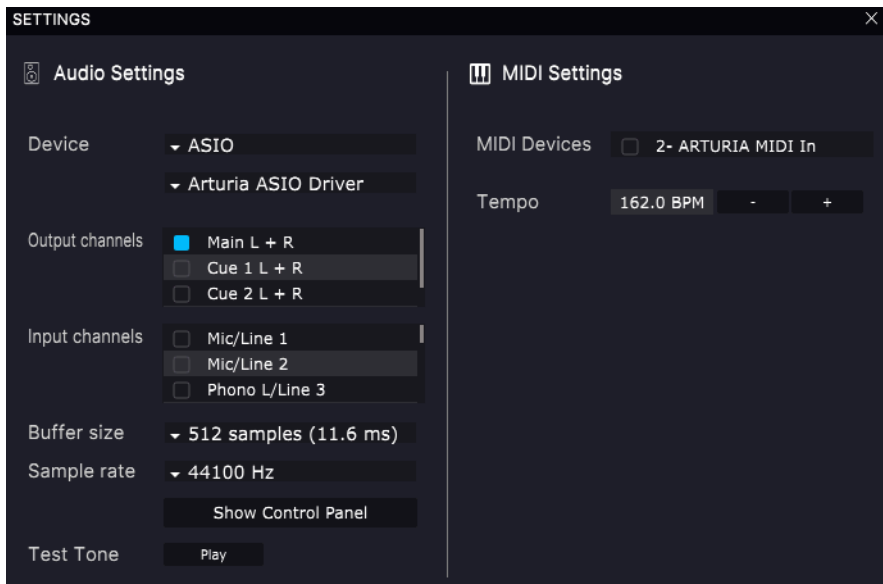 SETTINGS
Audio Settings
Device
ASIO
Arturia ASIO Driver
Output channels
Main L + R
Cue 1 L + R
Cue 2 L + R
Input channels
Mic/Line 1
Mic/Line 2
Phono L/Line 3
Buffer size
512 samples (11.6 ms)
Sample rate
44100 Hz
Show Control Panel
Test Tone
Play
MIDI Settings
MIDI Devices
2- ARTURIA MIDI In
Tempo
162.0 BPM
-
+